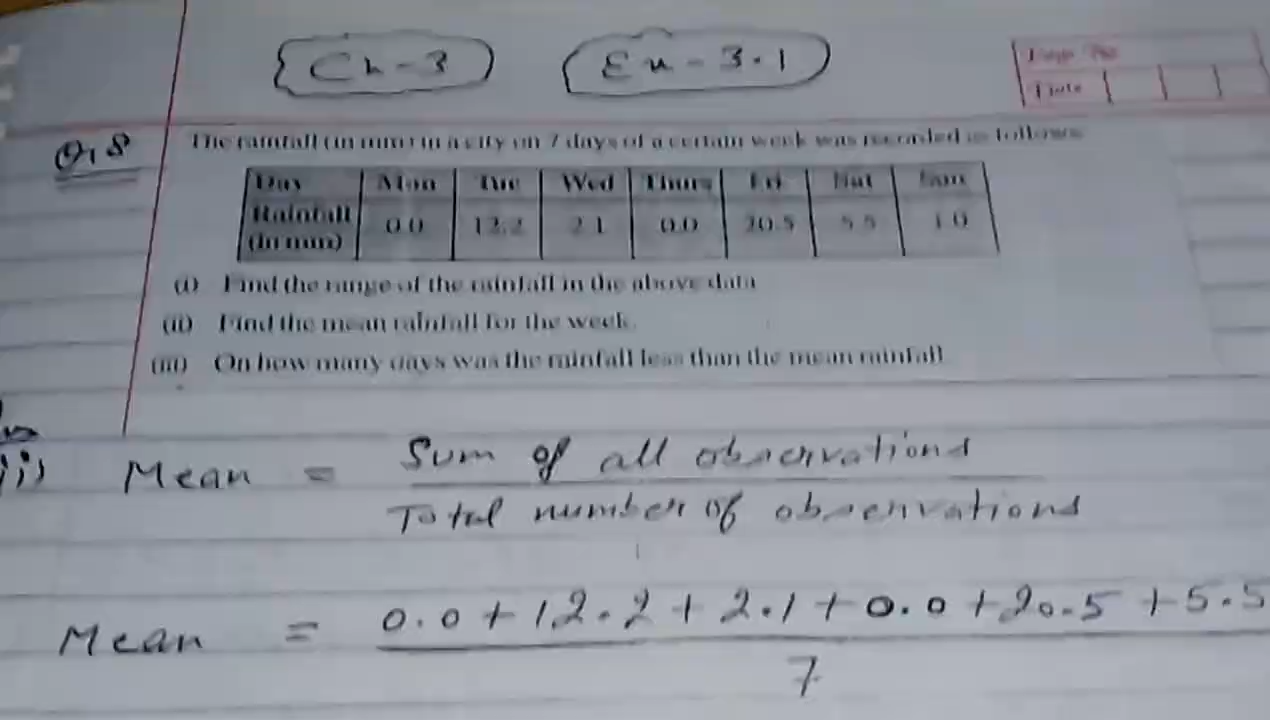 Ch-3 Ex-3.1
Page No.
Date
Q.8 The rainfall (in mm) in a city on 7 days of a certain week was recorded as follows:
Day Mon Tue Wed Thurs Fri Sat Sun
Rainfall (in mm) 0.0 12.2 2.1 0.0 20.5 5.5 1.0
(i) Find the range of the rainfall in the above data
(ii) Find the mean rainfall for the week.
(iii) On how many days was the rainfall less than the mean rainfall
ii) Mean = Sum of all observations
Total number of observations
Mean = 0.0 + 12.2 + 2.1 + 0.0 + 20.5 + 5.5
7